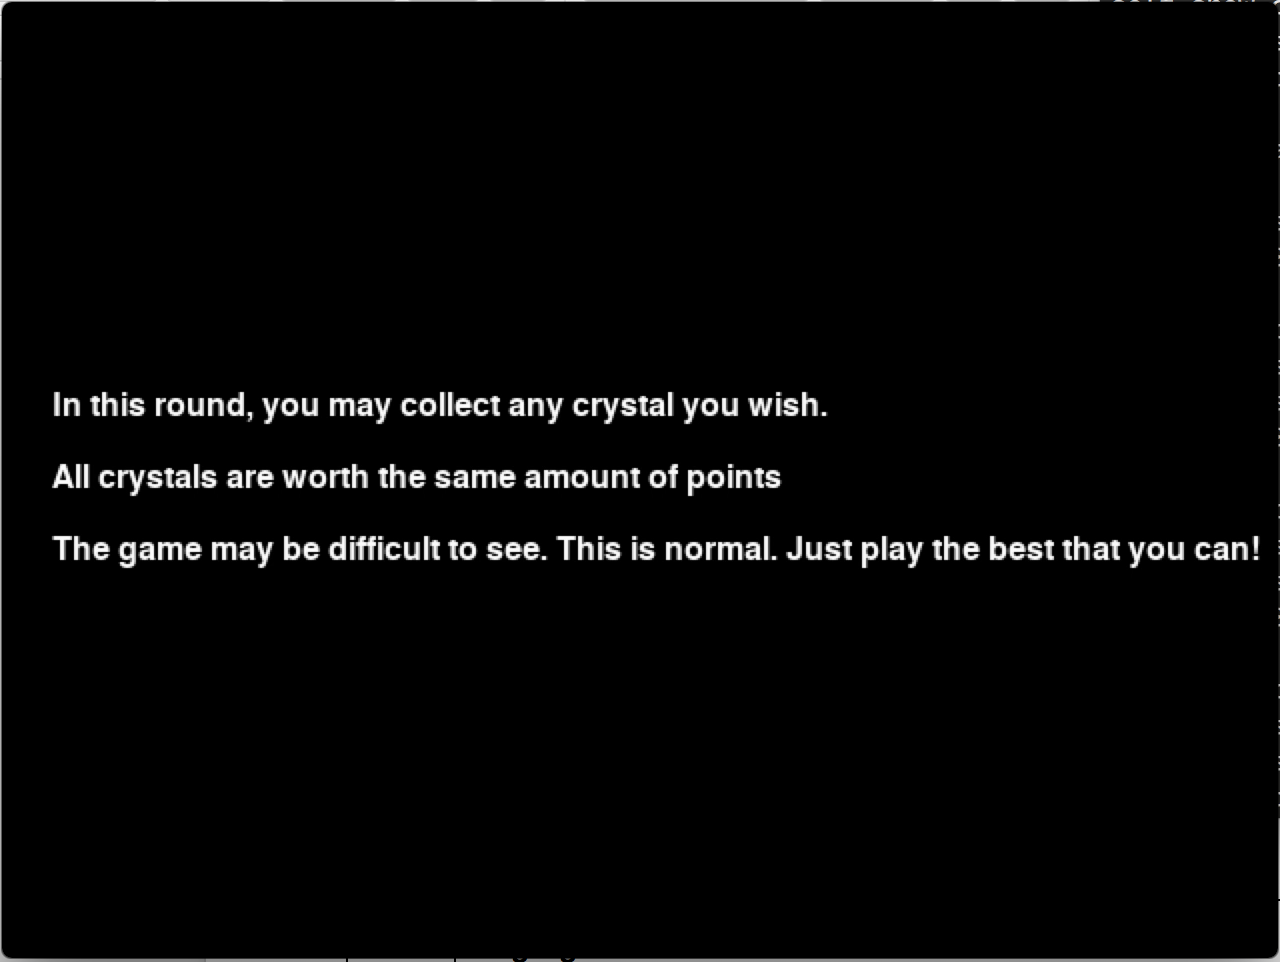 In this round, you may collect any crystal you wish.
All crystals are worth the same amount of points
The game may be difficult to see. This is normal. Just play the best that you can!